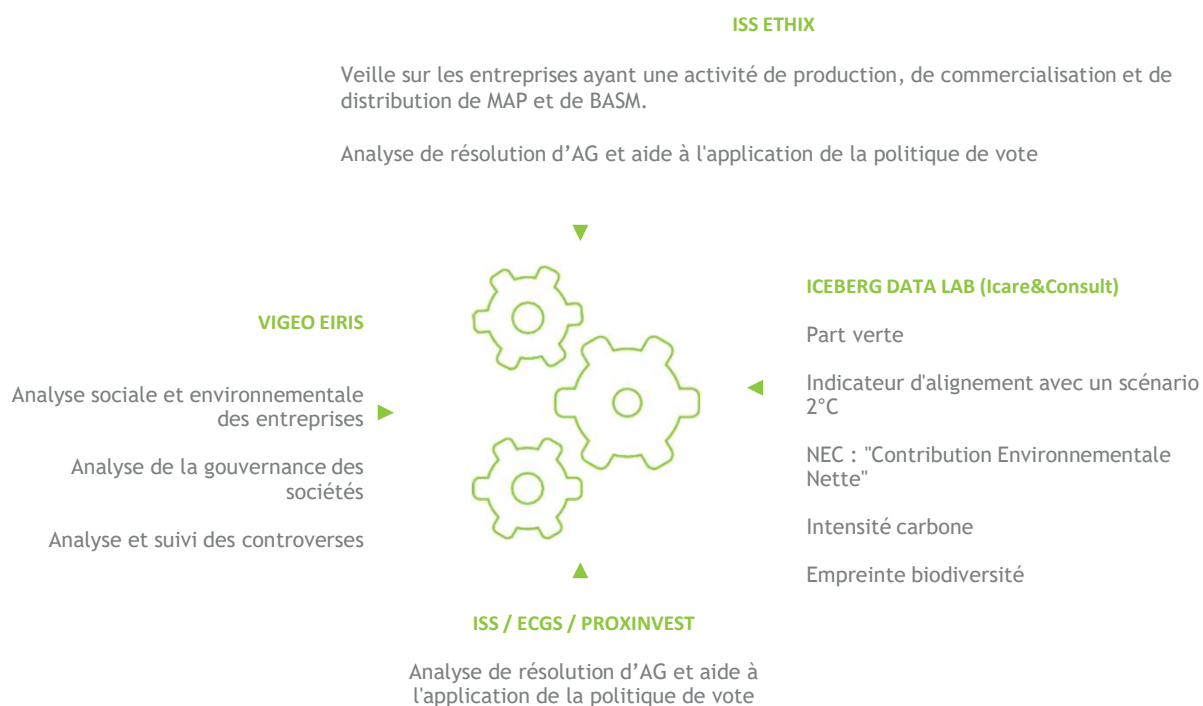 ISS ETHIX
Veille sur les entreprises ayant une activité de production, de commercialisation et de
distribution de MAP et de BASM.
Analyse de résolution d’AG et aide à l'application de la politique de vote
VIGEO EIRIS
Analyse sociale et environnementale
des entreprises
Analyse de la gouvernance des
sociétés
Analyse et suivi des controverses
ICEBERG DATA LAB (Icare&Consult)
Part verte
Indicateur d'alignement avec un scénario
2°C
NEC : "Contribution Environnementale
Nette"
Intensité carbone
Empreinte biodiversité
ISS / ECGS / PROXINVEST
Analyse de résolution d’AG et aide à
l'application de la politique de vote